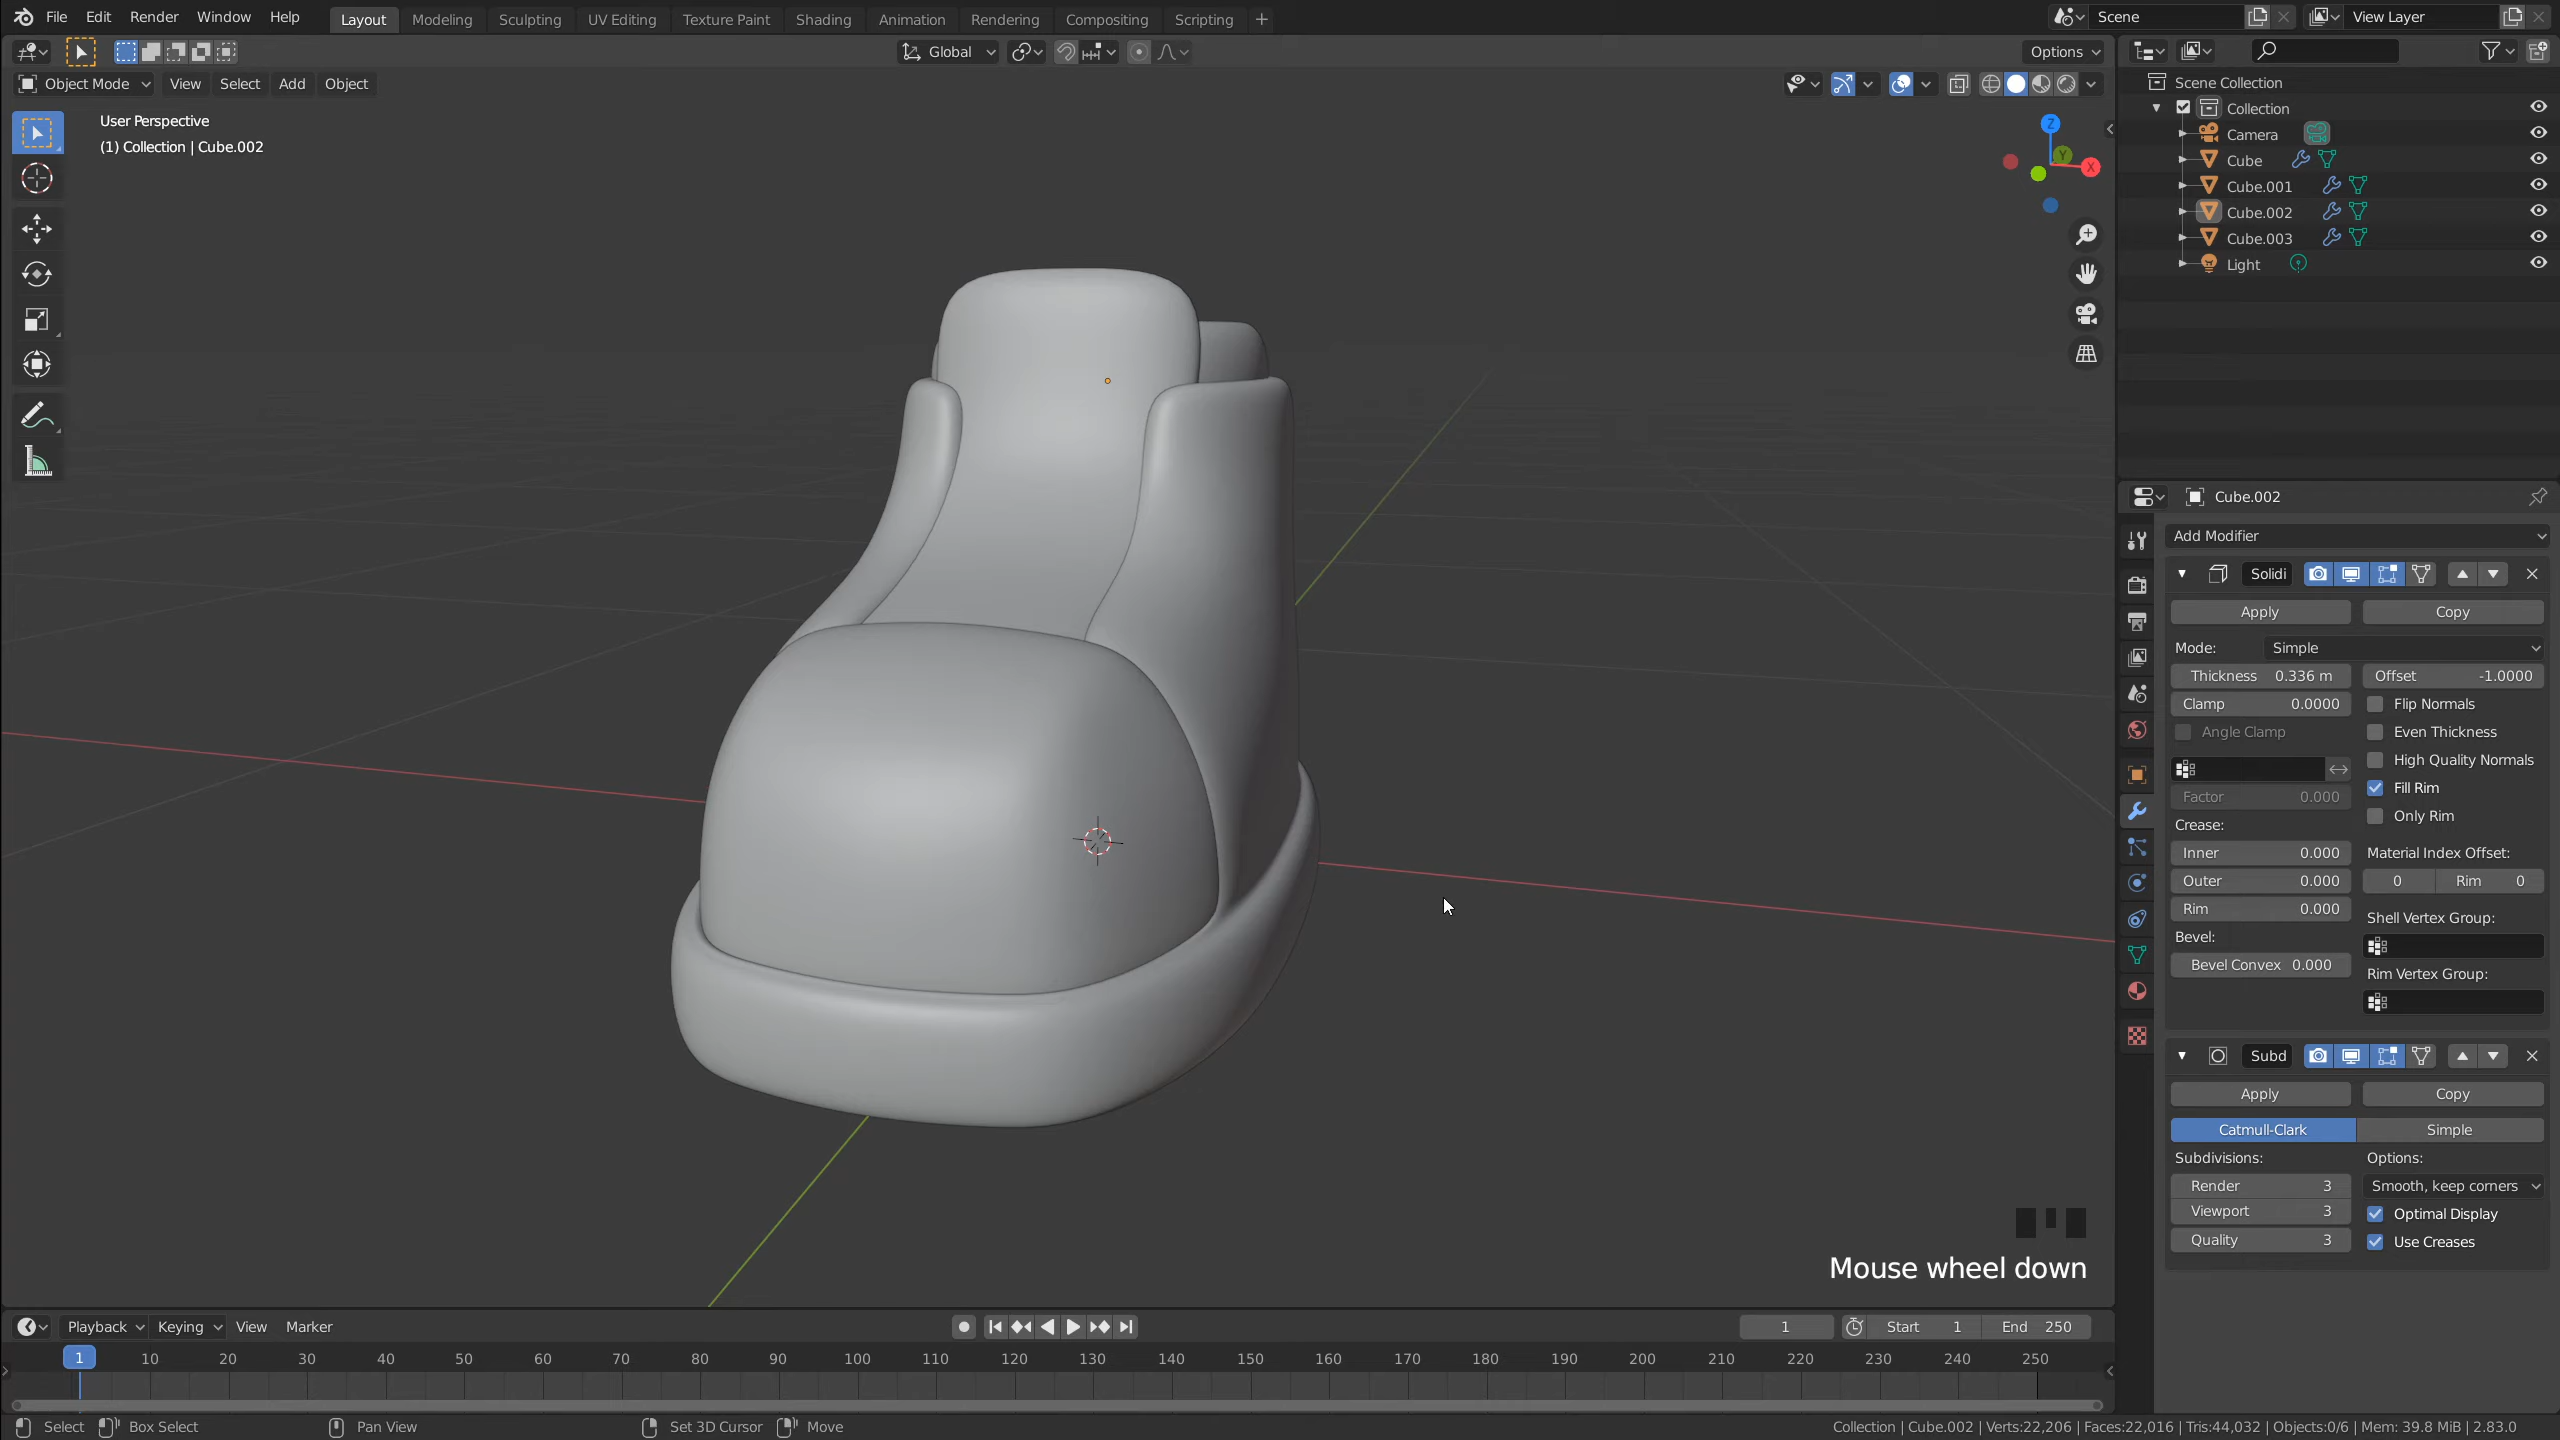 File Edit Render Window Help Layout Modeling Sculpting UV Editing Texture Paint Shading Animation Rendering Compositing Scripting + Scene View Layer
Global Options
Object Mode View Select Add Object
User Perspective
(1) Collection | Cube.002
Z
Y
X
Scene Collection
Collection
Camera
Cube
Cube.001
Cube.002
Cube.003
Light
Cube.002
Add Modifier
Solidi
Apply Copy
Mode: Simple
Thickness 0.336 m Offset -1.0000
Clamp 0.0000 Flip Normals
Angle Clamp Even Thickness
High Quality Normals
Factor 0.000 Fill Rim
Crease: Only Rim
Inner 0.000 Material Index Offset:
Outer 0.000 0 Rim 0
Rim 0.000 Shell Vertex Group:
Bevel:
Bevel Convex 0.000 Rim Vertex Group:
Subd
Apply Copy
Catmull-Clark Simple
Subdivisions: Options:
Render 3 Smooth, keep corners
Viewport 3 Optimal Display
Quality 3 Use Creases
Mouse wheel down
Playback Keying View Marker 1 Start 1 End 250
1 10 20 30 40 50 60 70 80 90 100 110 120 130 140 150 160 170 180 190 200 210 220 230 240 250
Select Box Select Pan View Set 3D Cursor Move Collection | Cube.002 | Verts:22,206 | Faces:22,016 | Tris:44,032 | Objects:0/6 | Mem: 39.8 MiB | 2.83.0